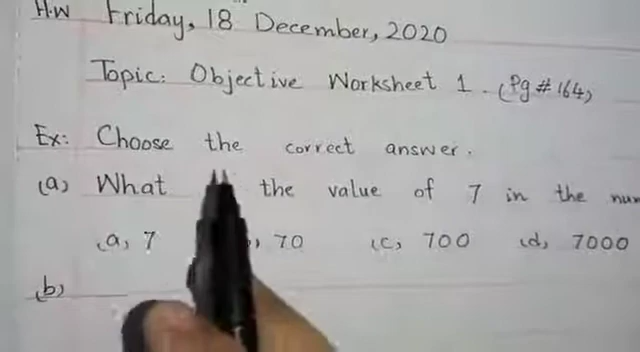 H.W Friday, 18 December, 2020
Topic: Objective Worksheet 1. (Pg # 164)
Ex: Choose the correct answer.
(a) What the value of 7 in the
(a, 7 70 (c, 700 (d, 7000
(b)